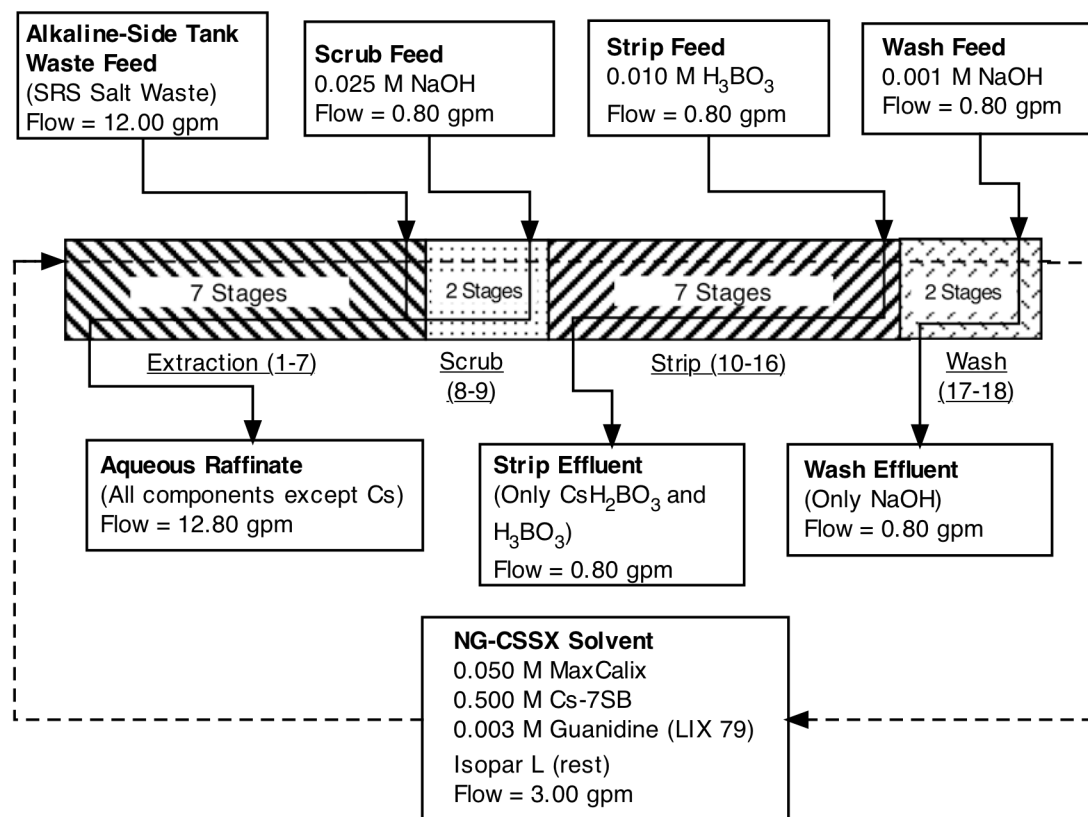 Alkaline-Side Tank
Waste Feed
(SRS Salt Waste)
Flow = 12.00 gpm
Scrub Feed
0.025 M NaOH
Flow = 0.80 gpm
Strip Feed
0.010 M H₃BO₃
Flow = 0.80 gpm
Wash Feed
0.001 M NaOH
Flow = 0.80 gpm
7 Stages
2 Stages
7 Stages
2 Stages
Extraction (1-7)
Scrub
(8-9)
Strip (10-16)
Wash
(17-18)
Aqueous Raffinate
(All components except Cs)
Flow = 12.80 gpm
Strip Effluent
(Only CsH₂BO₃ and
H₃BO₃)
Flow = 0.80 gpm
Wash Effluent
(Only NaOH)
Flow = 0.80 gpm
NG-CSSX Solvent
0.050 M MaxCalix
0.500 M Cs-7SB
0.003 M Guanidine (LIX 79)
Isopar L (rest)
Flow = 3.00 gpm